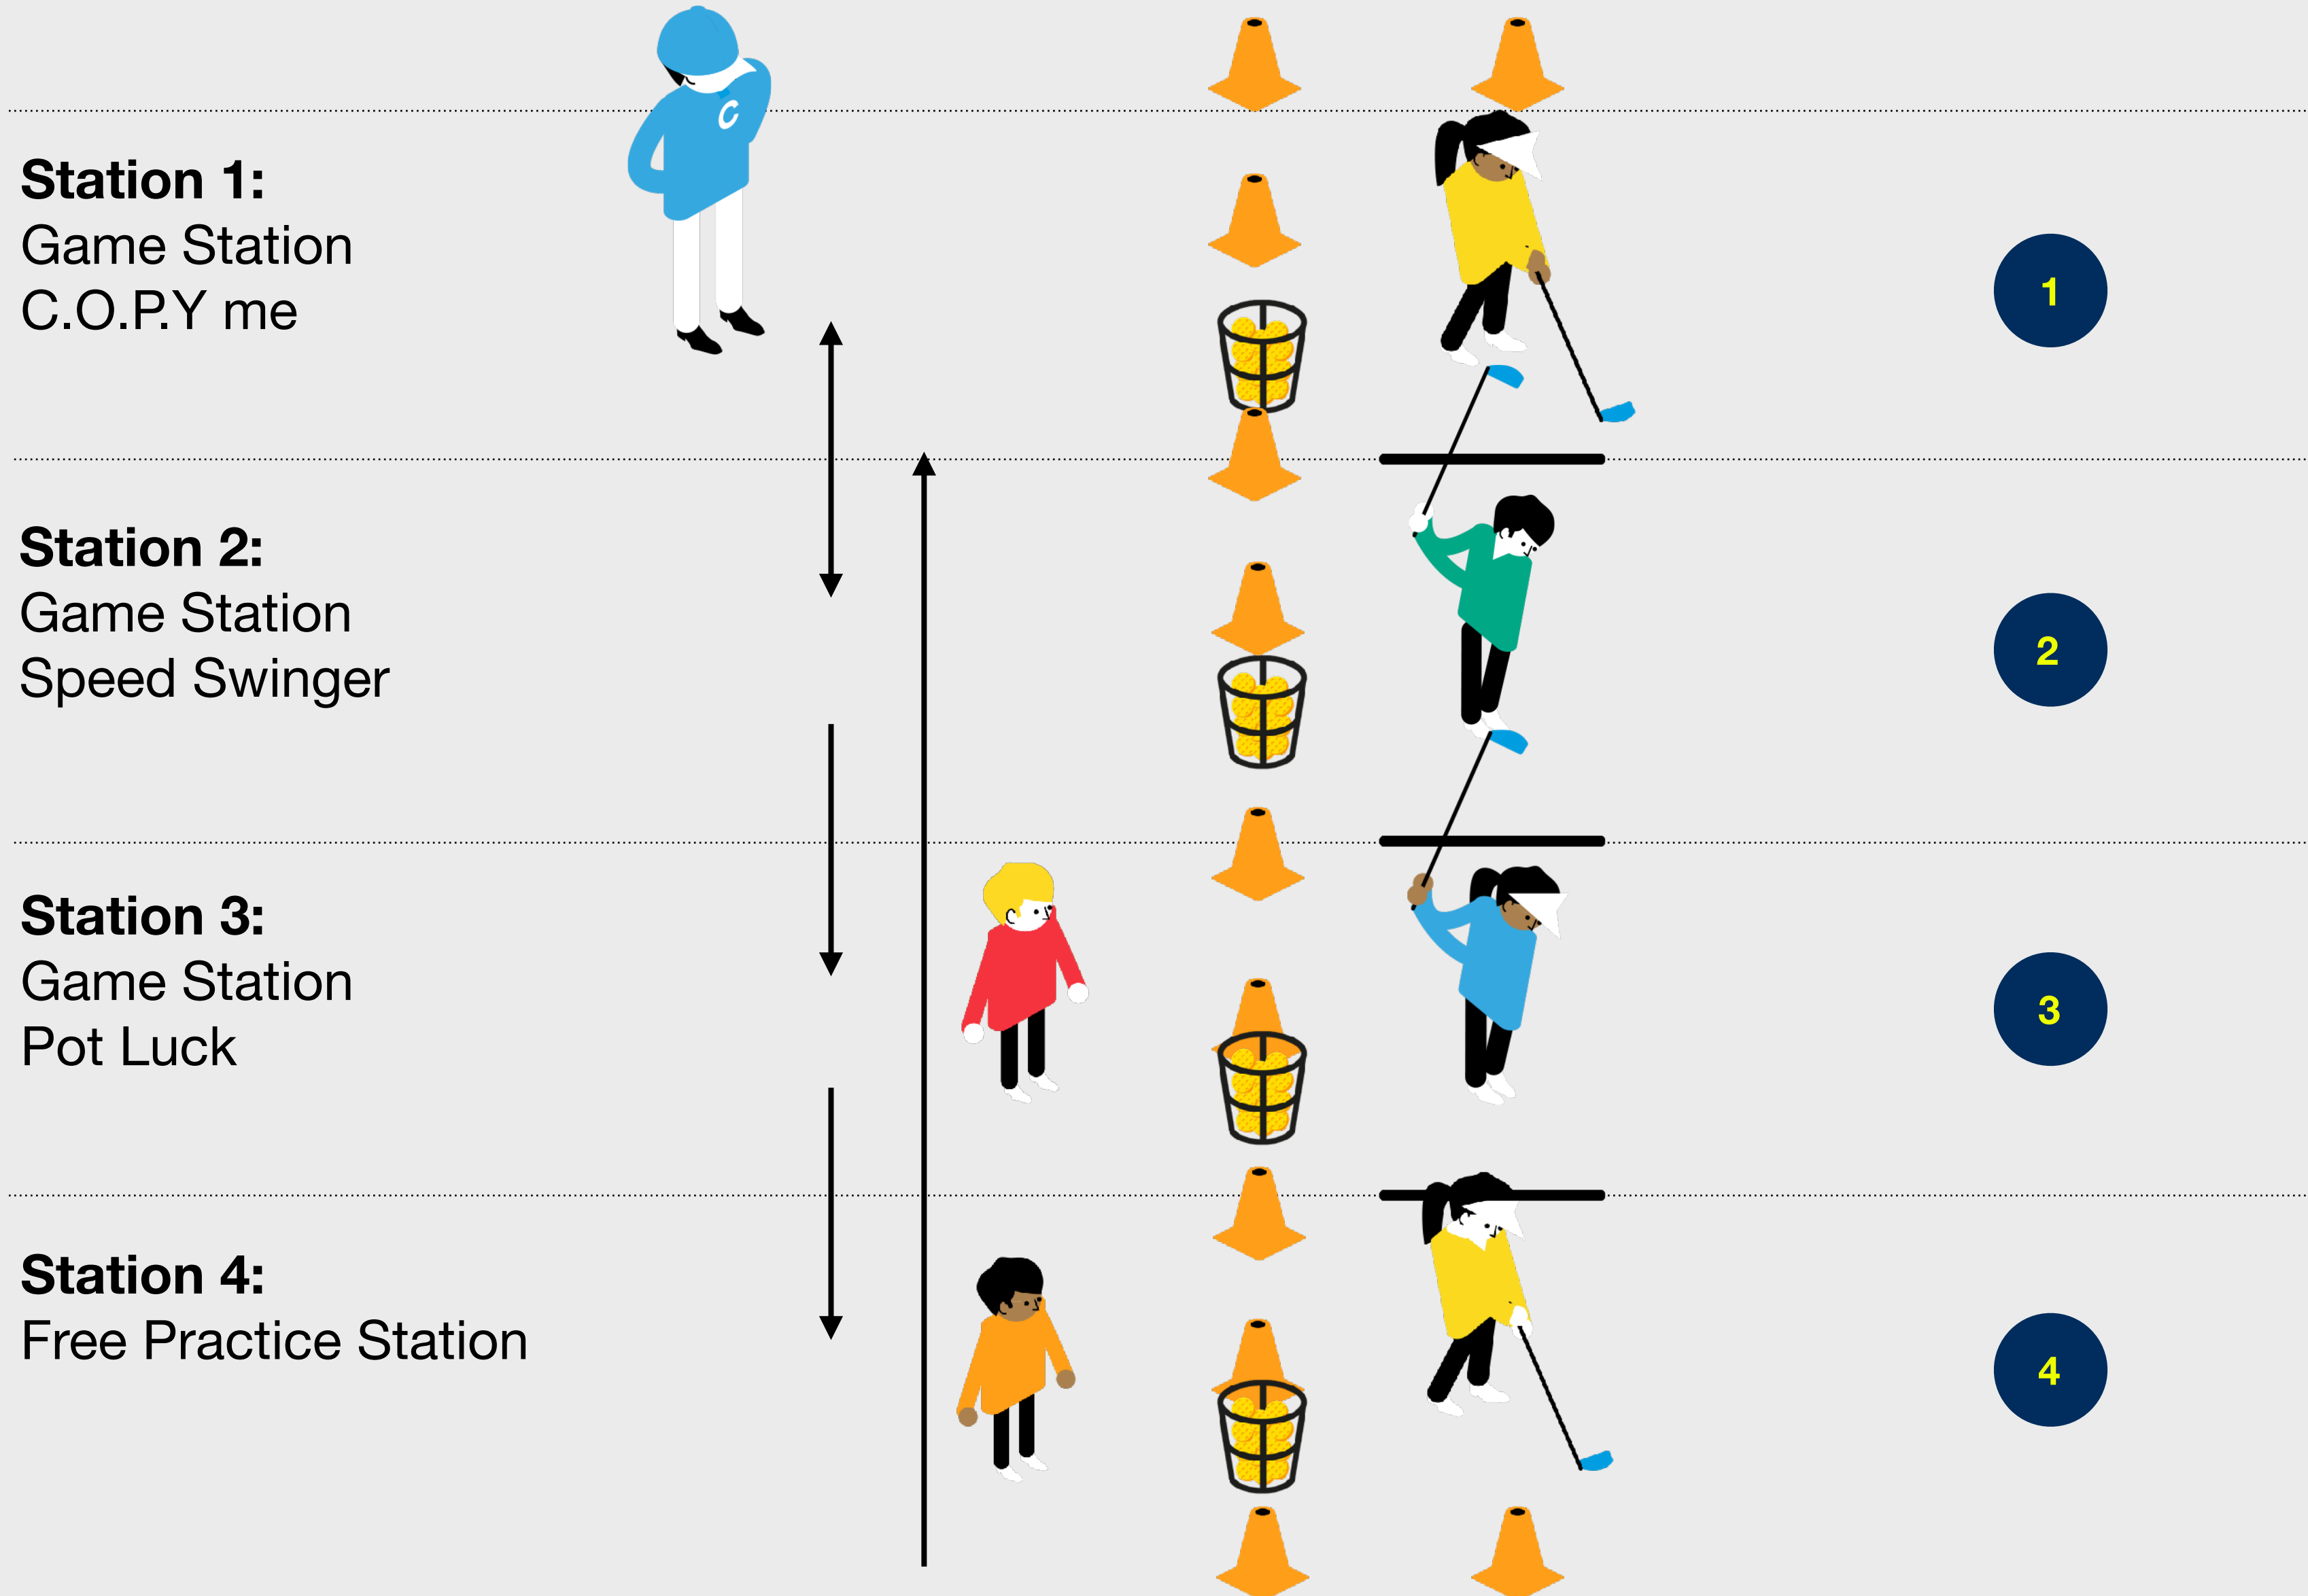 C
Station 1:
Game Station
C.O.P.Y me
1
Station 2:
Game Station
Speed Swinger
2
Station 3:
Game Station
Pot Luck
3
Station 4:
Free Practice Station
4